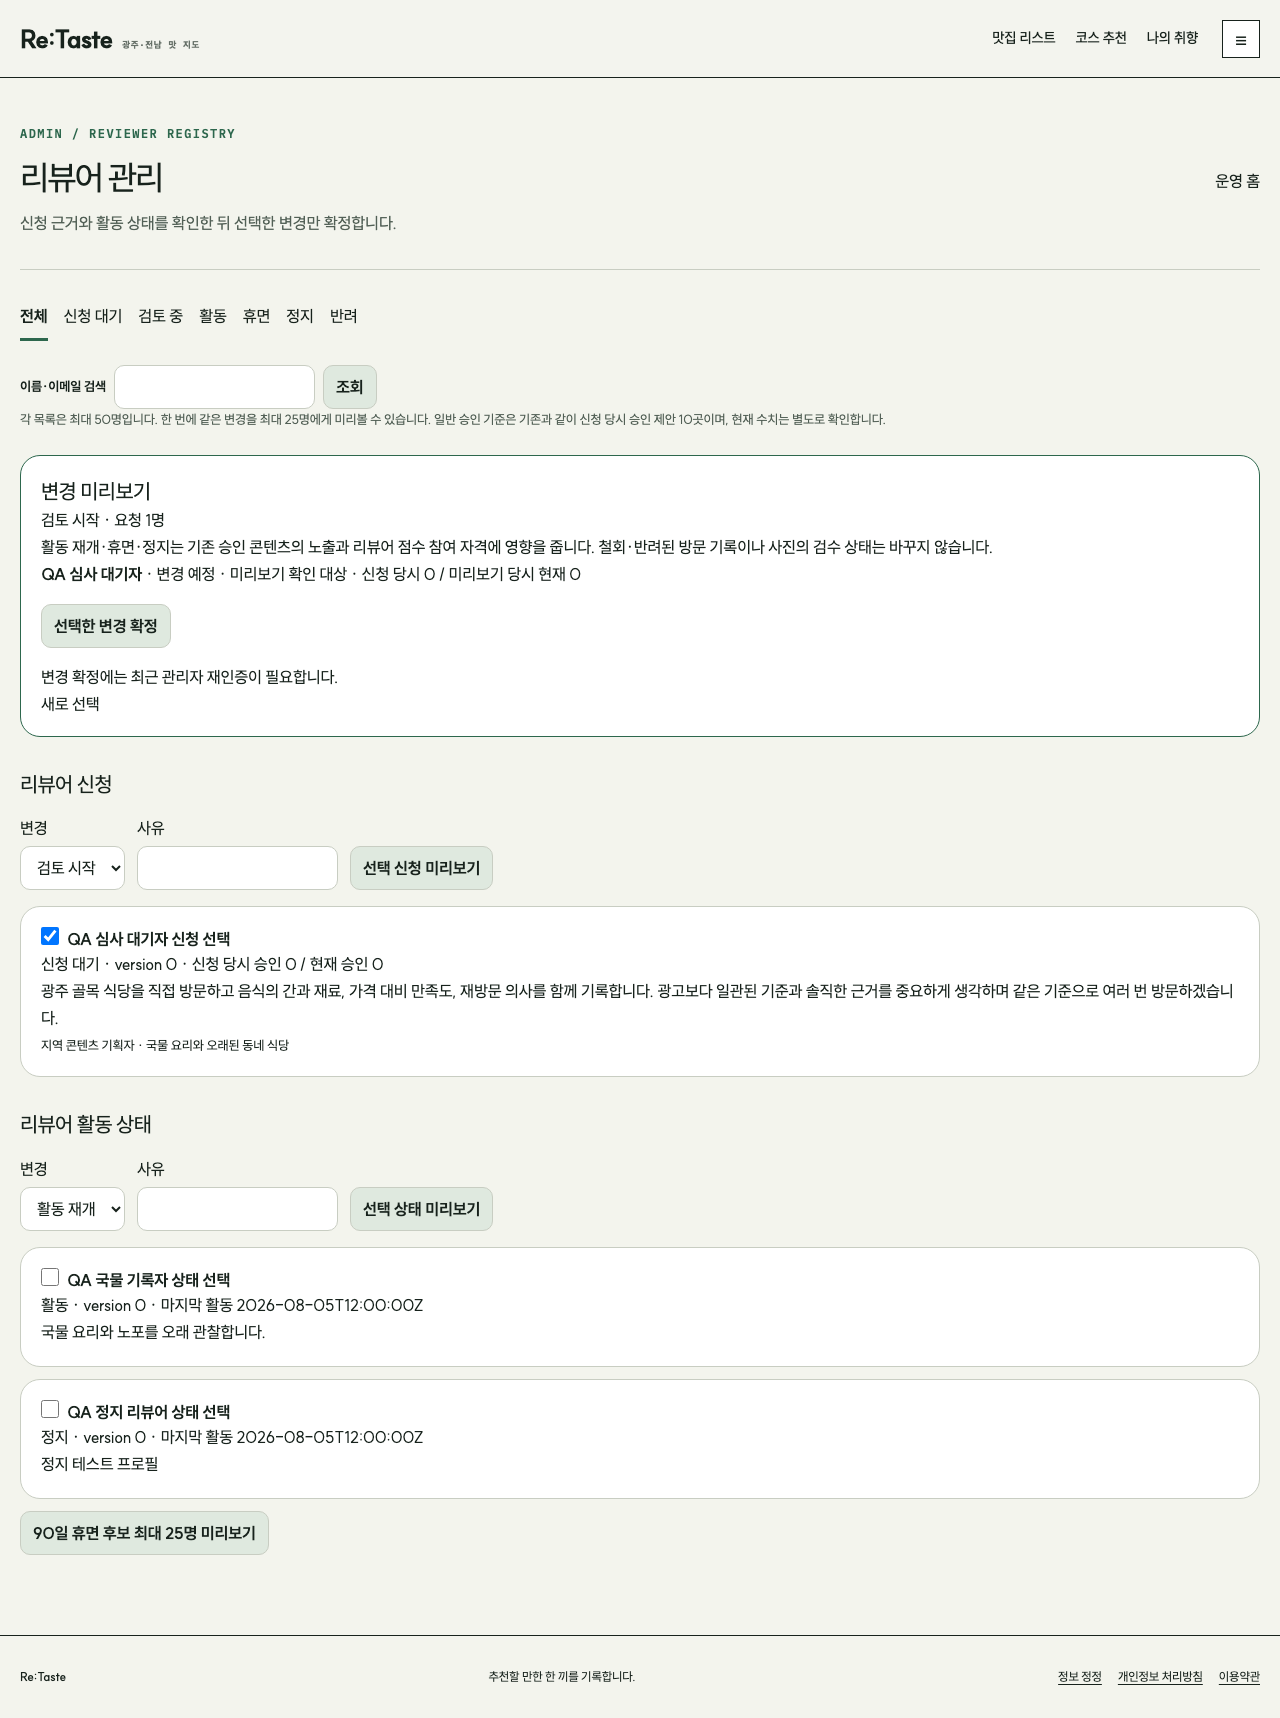 Re:Taste 광주·전남 맛 지도
맛집 리스트 코스 추천 나의 취향 ≡
ADMIN / REVIEWER REGISTRY
리뷰어 관리
운영 홈
신청 근거와 활동 상태를 확인한 뒤 선택한 변경만 확정합니다.
전체 신청 대기 검토 중 활동 휴면 정지 반려
이름·이메일 검색 조회
각 목록은 최대 50명입니다. 한 번에 같은 변경을 최대 25명에게 미리볼 수 있습니다. 일반 승인 기준은 기존과 같이 신청 당시 승인 제안 10곳이며, 현재 수치는 별도로 확인합니다.
변경 미리보기
검토 시작 · 요청 1명
활동 재개·휴면·정지는 기존 승인 콘텐츠의 노출과 리뷰어 점수 참여 자격에 영향을 줍니다. 철회·반려된 방문 기록이나 사진의 검수 상태는 바꾸지 않습니다.
QA 심사 대기자 · 변경 예정 · 미리보기 확인 대상 · 신청 당시 0 / 미리보기 당시 현재 0
선택한 변경 확정
변경 확정에는 최근 관리자 재인증이 필요합니다.
새로 선택
리뷰어 신청
변경 사유
검토 시작 선택 신청 미리보기
QA 심사 대기자 신청 선택
신청 대기 · version 0 · 신청 당시 승인 0 / 현재 승인 0
광주 골목 식당을 직접 방문하고 음식의 간과 재료, 가격 대비 만족도, 재방문 의사를 함께 기록합니다. 광고보다 일관된 기준과 솔직한 근거를 중요하게 생각하며 같은 기준으로 여러 번 방문하겠습니
다.
지역 콘텐츠 기획자 · 국물 요리와 오래된 동네 식당
리뷰어 활동 상태
변경 사유
활동 재개 선택 상태 미리보기
QA 국물 기록자 상태 선택
활동 · version 0 · 마지막 활동 2026-08-05T12:00:00Z
국물 요리와 노포를 오래 관찰합니다.
QA 정지 리뷰어 상태 선택
정지 · version 0 · 마지막 활동 2026-08-05T12:00:00Z
정지 테스트 프로필
90일 휴면 후보 최대 25명 미리보기
Re:Taste 추천할 만한 한 끼를 기록합니다. 정보 정정 개인정보 처리방침 이용약관